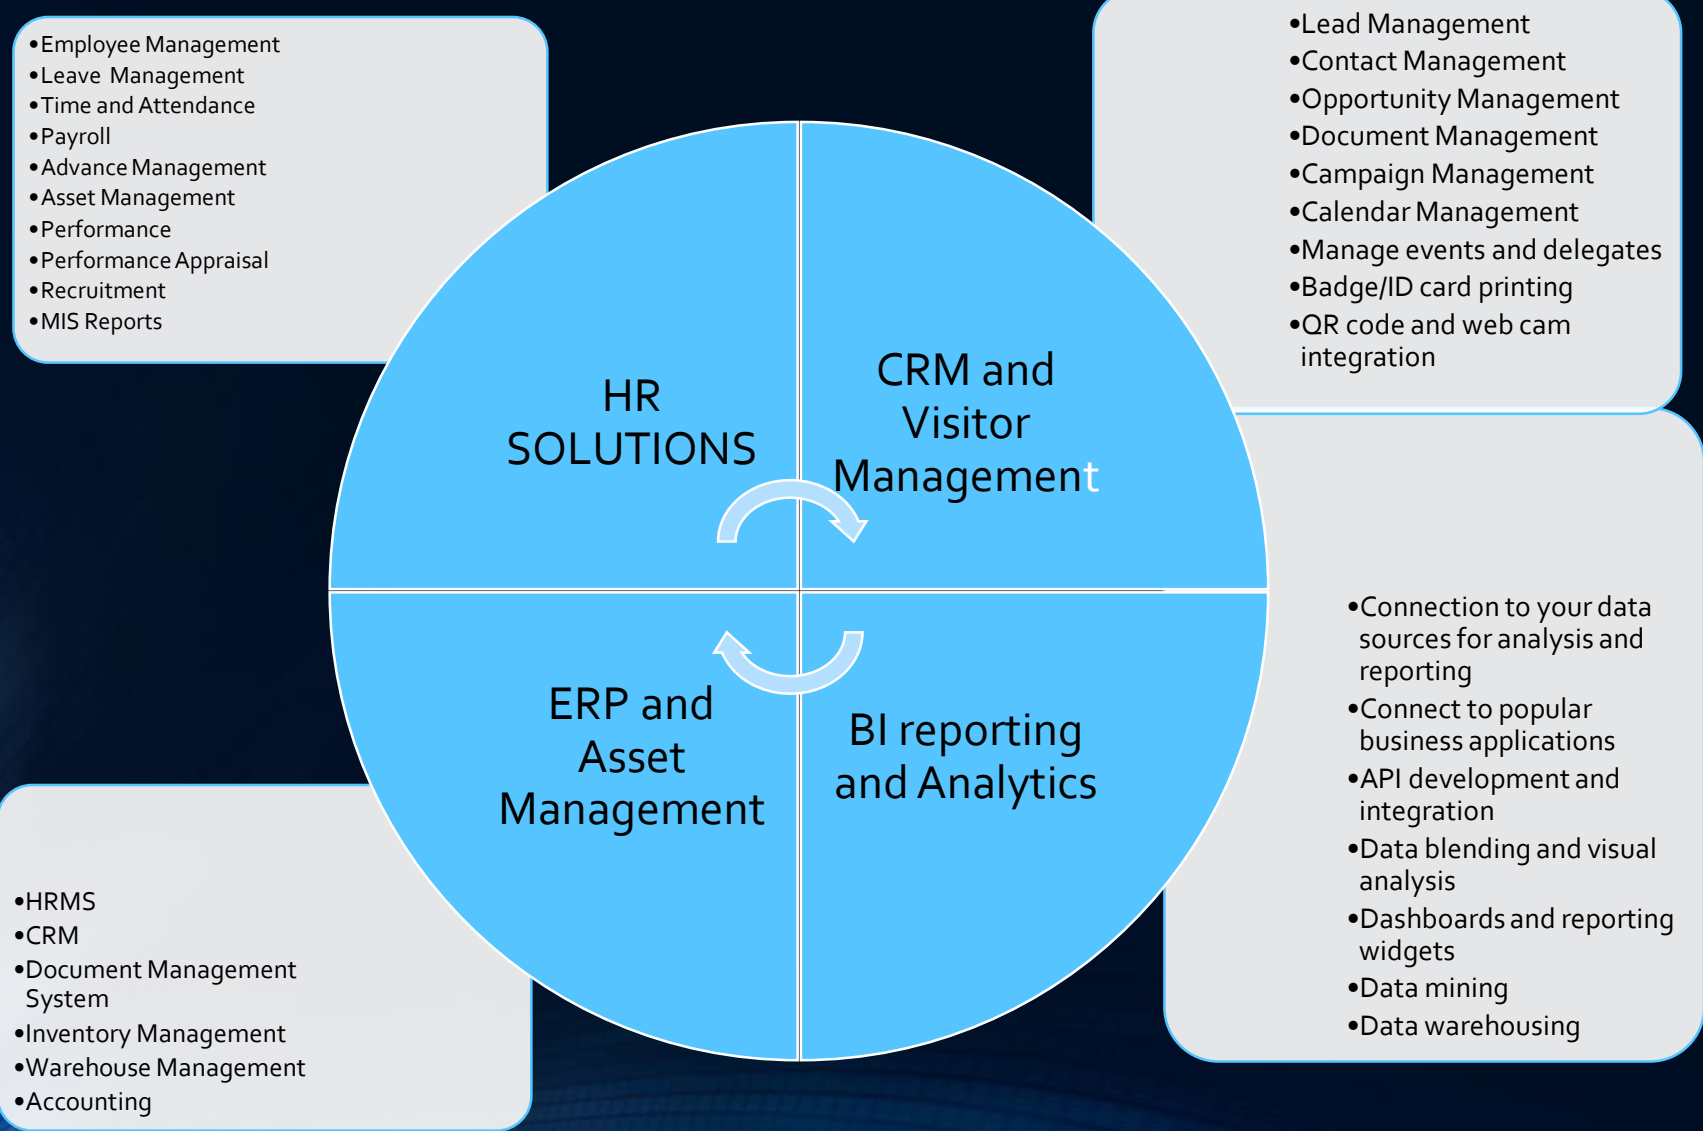 •Employee Management
•Leave Management
•Time and Attendance
•Payroll
•Advance Management
•Asset Management
•Performance
•Performance Appraisal
•Recruitment
•MIS Reports
•Lead Management
•Contact Management
•Opportunity Management
•Document Management
•Campaign Management
•Calendar Management
•Manage events and delegates
•Badge/ID card printing
•QR code and web cam
integration
HR
SOLUTIONS
CRM and
Visitor
Management
ERP and
Asset
Management
BI reporting
and Analytics
•HRMS
•CRM
•Document Management
System
•Inventory Management
•Warehouse Management
•Accounting
•Connection to your data
sources for analysis and
reporting
•Connect to popular
business applications
•API development and
integration
•Data blending and visual
analysis
•Dashboards and reporting
widgets
•Data mining
•Data warehousing